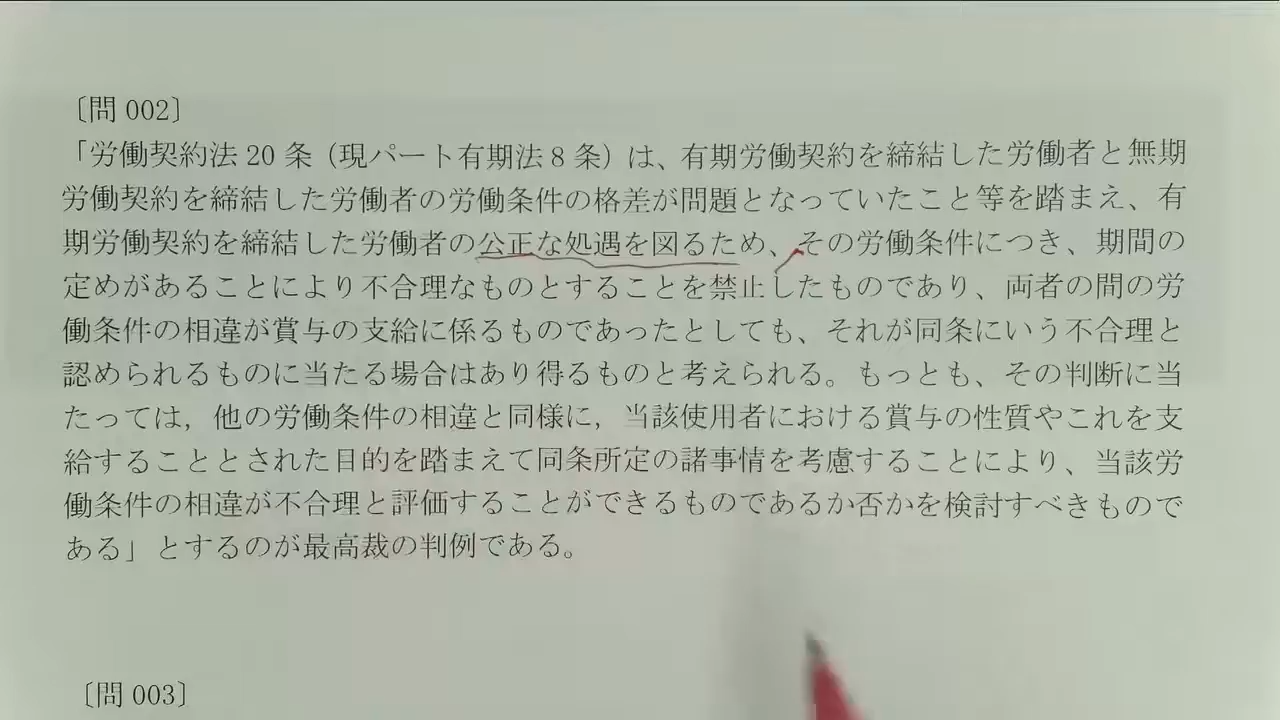 〔問 002〕
「労働契約法 20 条（現パート有期法 8 条）は、有期労働契約を締結した労働者と無期
労働契約を締結した労働者の労働条件の格差が問題となっていたこと等を踏まえ、有
期労働契約を締結した労働者の公正な処遇を図るため、その労働条件につき、期間の
定めがあることにより不合理なものとすることを禁止したものであり、両者の間の労
働条件の相違が賞与の支給に係るものであったとしても、それが同条にいう不合理と
認められるものに当たる場合はあり得るものと考えられる。もっとも、その判断に当
たっては，他の労働条件の相違と同様に，当該使用者における賞与の性質やこれを支
給することとされた目的を踏まえて同条所定の諸事情を考慮することにより、当該労
働条件の相違が不合理と評価することができるものであるか否かを検討すべきもので
ある」とするのが最高裁の判例である。
〔問 003〕